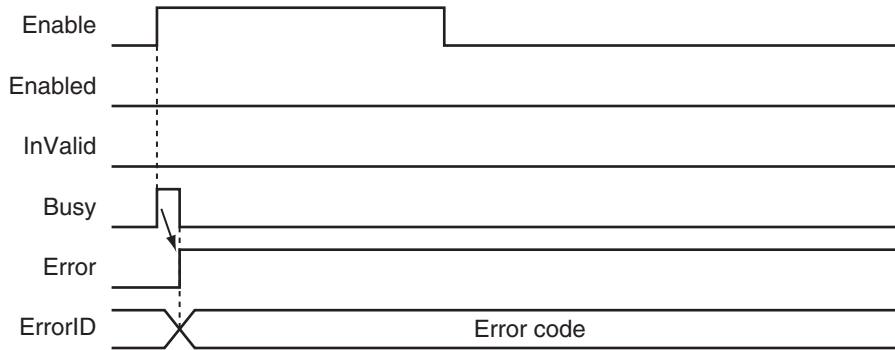 Enable
Enabled
InValid
Busy
Error
ErrorID
Error code